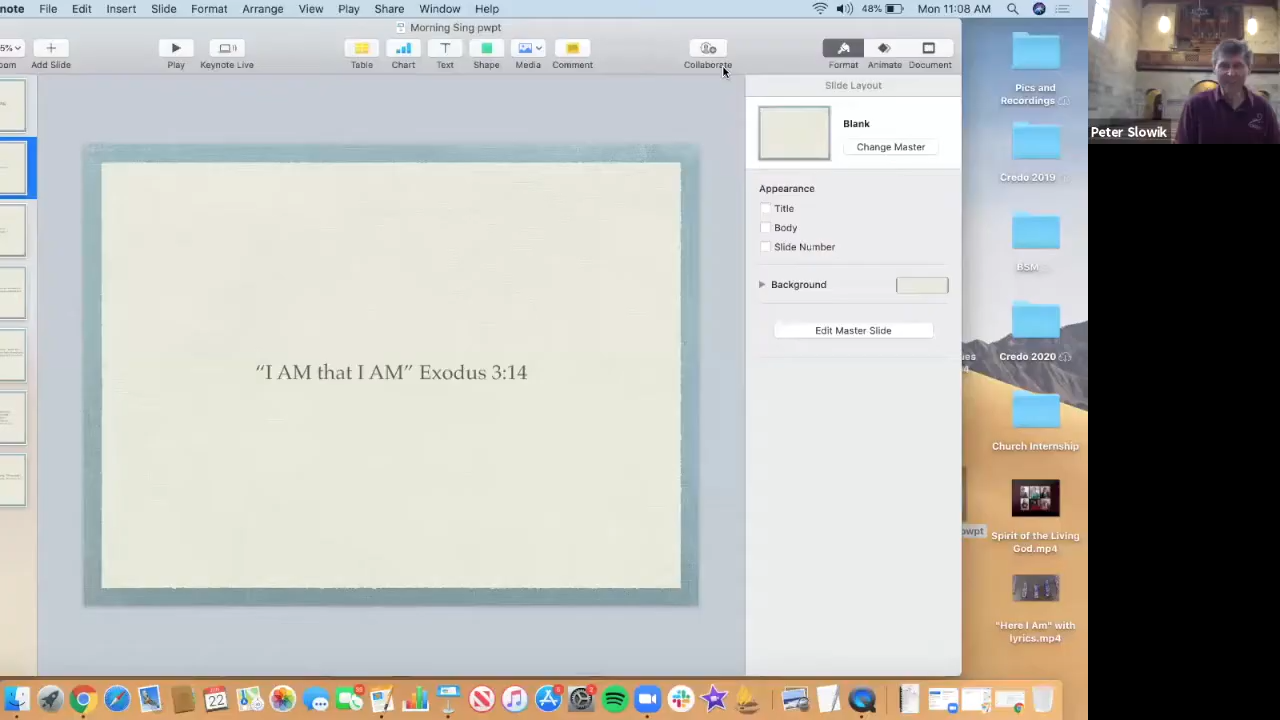 note File Edit Insert Slide Format Arrange View Play Share Window Help 48% Mon 11:08 AM
Morning Sing pwpt
5%
Add Slide Play Keynote Live Table Chart Text Shape Media Comment Collaborate Format Animate Document
Slide Layout
Blank
Change Master
Appearance
Title
Body
Slide Number
Background
Edit Master Slide
“I AM that I AM” Exodus 3:14
Pics and
Recordings
Credo 2019
BSM
Credo 2020
Church Internship
Spirit of the Living
God.mp4
"Here I Am" with
lyrics.mp4
Peter Slowik
22